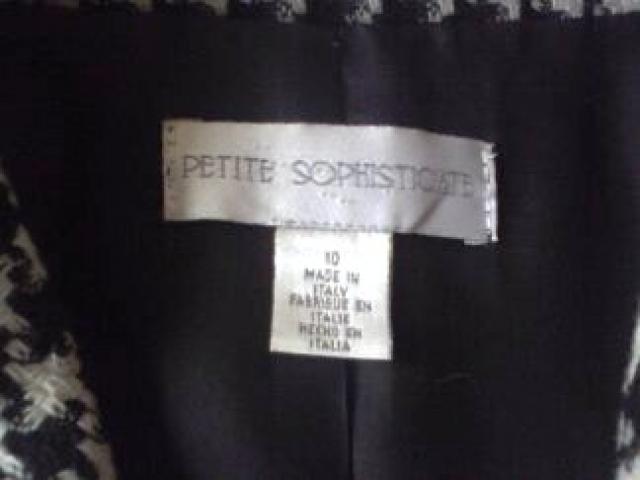 PETITE SOPHISTICATE
10
MADE IN
ITALY
FABRIQUE EN
ITALIE
HECHO EN
ITALIA